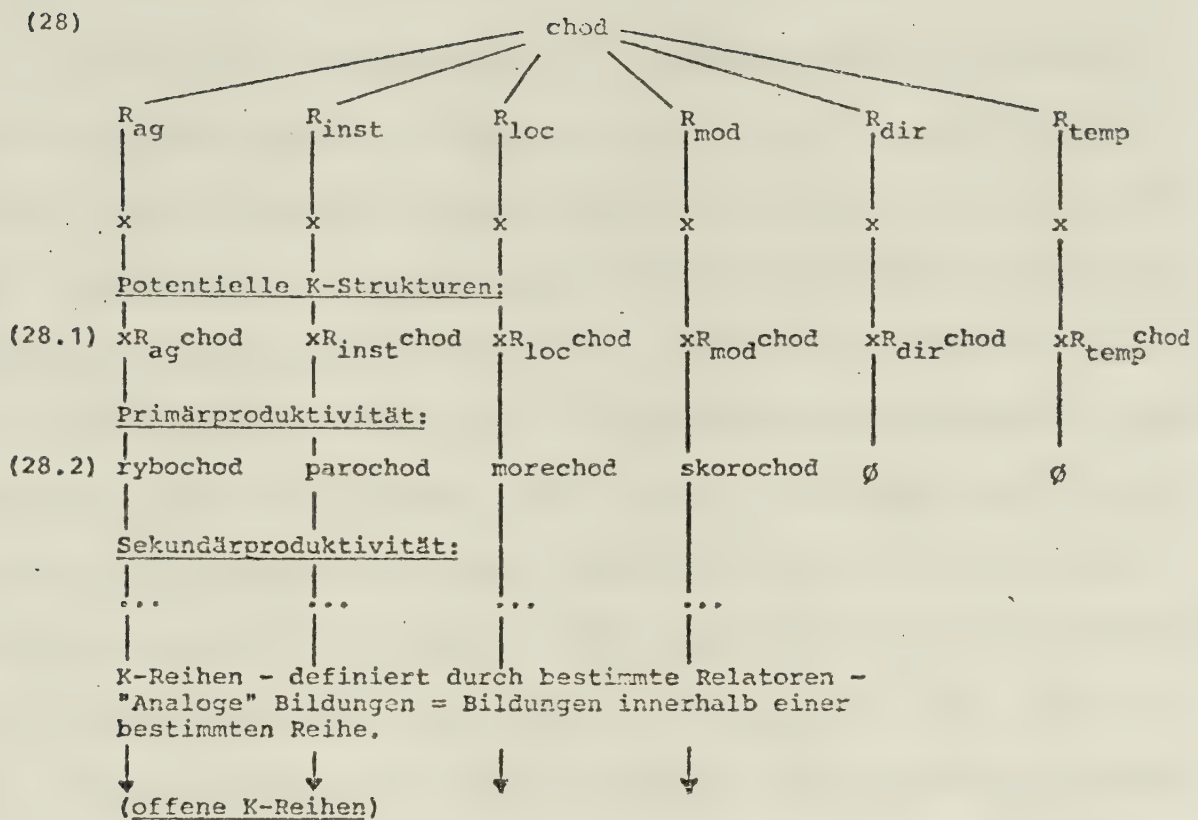 (28) chod
R_ag R_inst R_loc R_mod R_dir R_temp
x x x x x x
Potentielle K-Strukturen:
(28.1) xR_ag chod xR_inst chod xR_loc chod xR_mod chod xR_dir chod xR_temp chod
Primärproduktivität:
(28.2) rybochod parochod morechod skorochod ø ø
Sekundärproduktivität:
... ... ... ...
K-Reihen - definiert durch bestimmte Relatoren -
"Analoge" Bildungen = Bildungen innerhalb einer
bestimmten Reihe.
(offene K-Reihen)